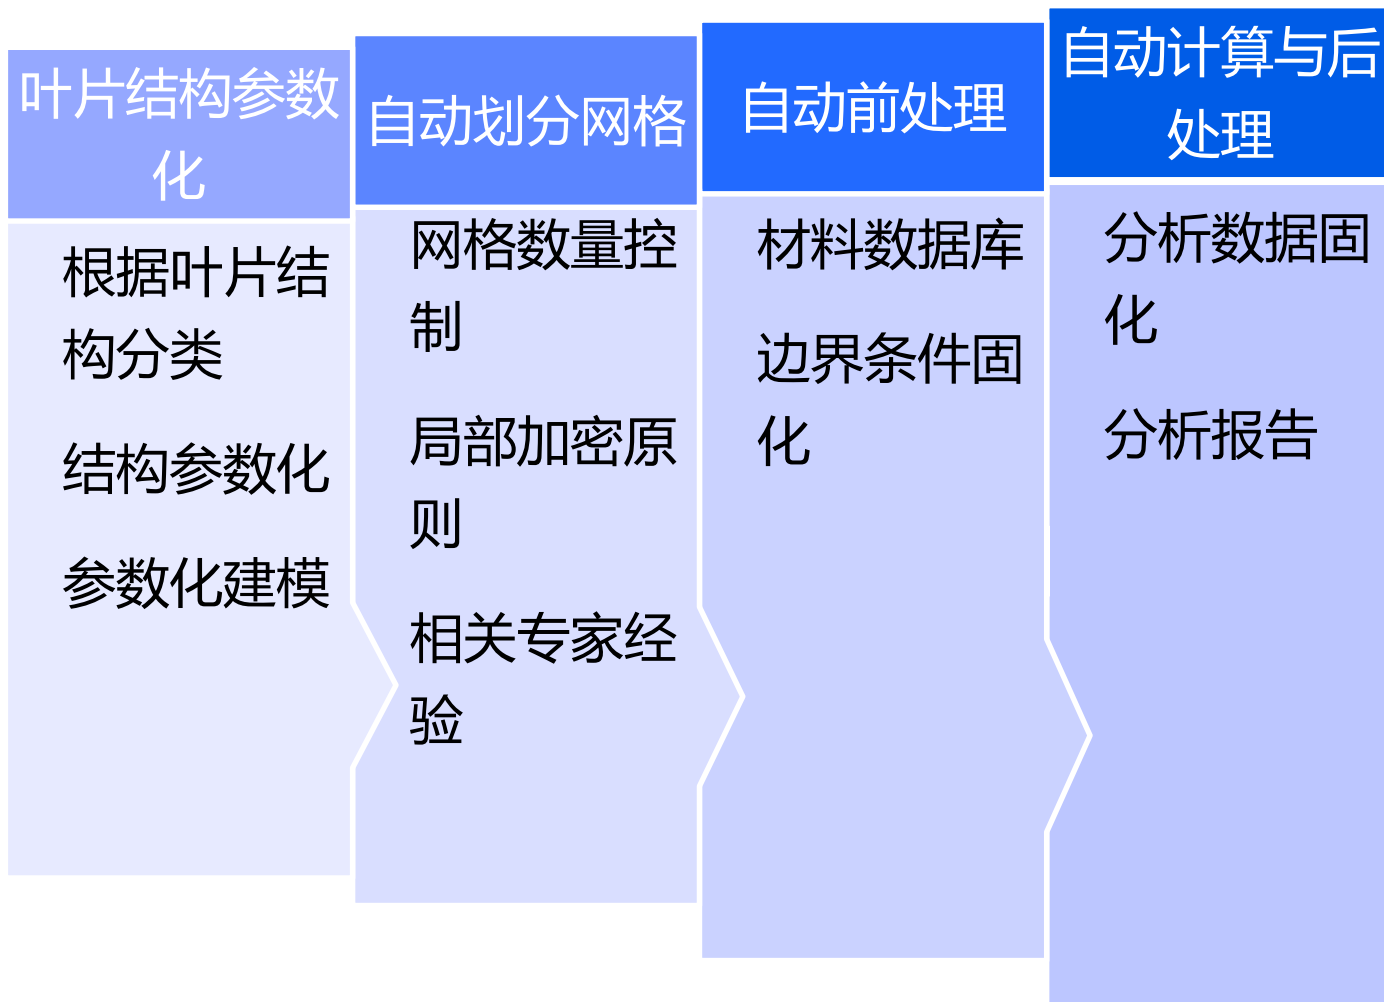 叶片结构参数
化
根据叶片结
构分类
结构参数化
参数化建模
自动划分网格
网格数量控
制
局部加密原
则
相关专家经
验
自动前处理
材料数据库
边界条件固
化
自动计算与后
处理
分析数据固
化
分析报告